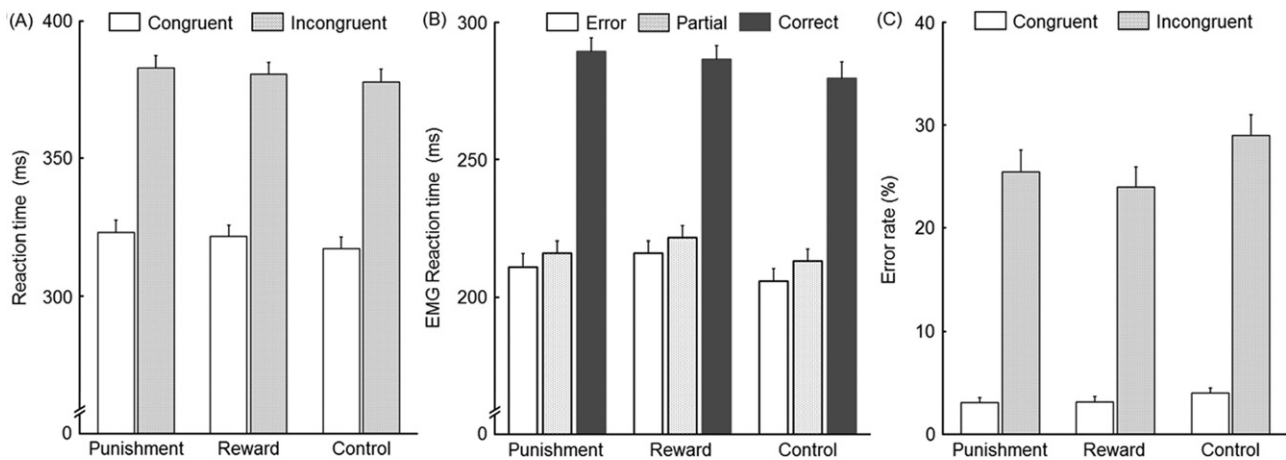 (A)
Congruent Incongruent
Reaction time (ms)
400
350
300
0
Punishment Reward Control
(B)
Error Partial Correct
EMG Reaction time (ms)
300
250
200
0
Punishment Reward Control
(C)
Congruent Incongruent
Error rate (%)
40
30
20
10
0
Punishment Reward Control